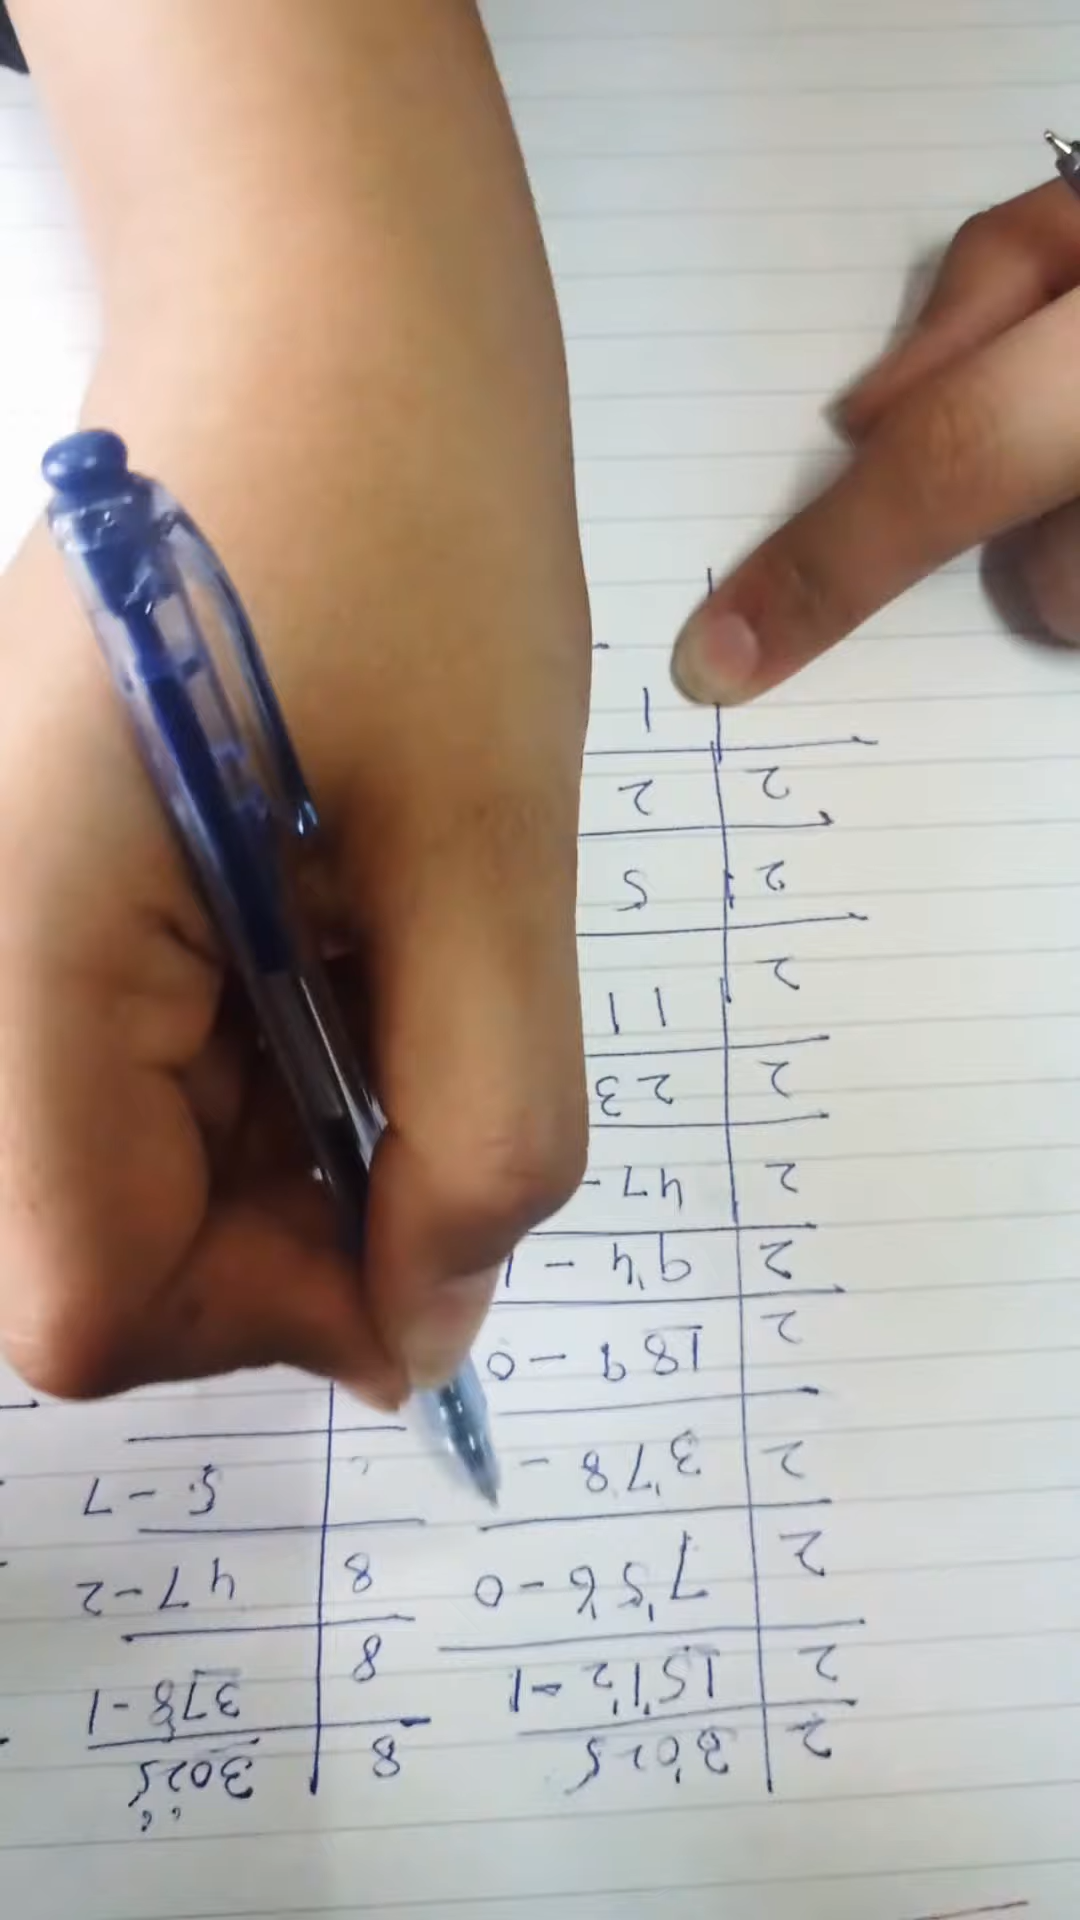 2 3025 8 3025
2 1512-1 8 378-1
2 756-0 8 47-2
2 378- 5-7
2 189-0
2 94-1
2 47-
2 23
2 11
2 5
2 2
1